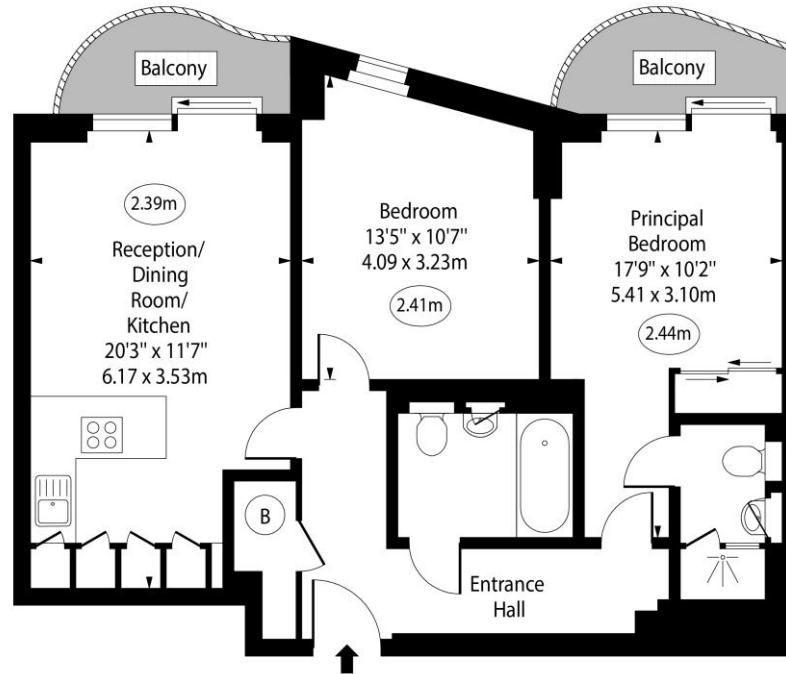 Balcony
Balcony
2.39m
Reception/
Dining
Room/
Kitchen
20'3" x 11'7"
6.17 x 3.53m
Bedroom
13'5" x 10'7"
4.09 x 3.23m
2.41m
Principal
Bedroom
17'9" x 10'2"
5.41 x 3.10m
2.44m
B
Entrance
Hall